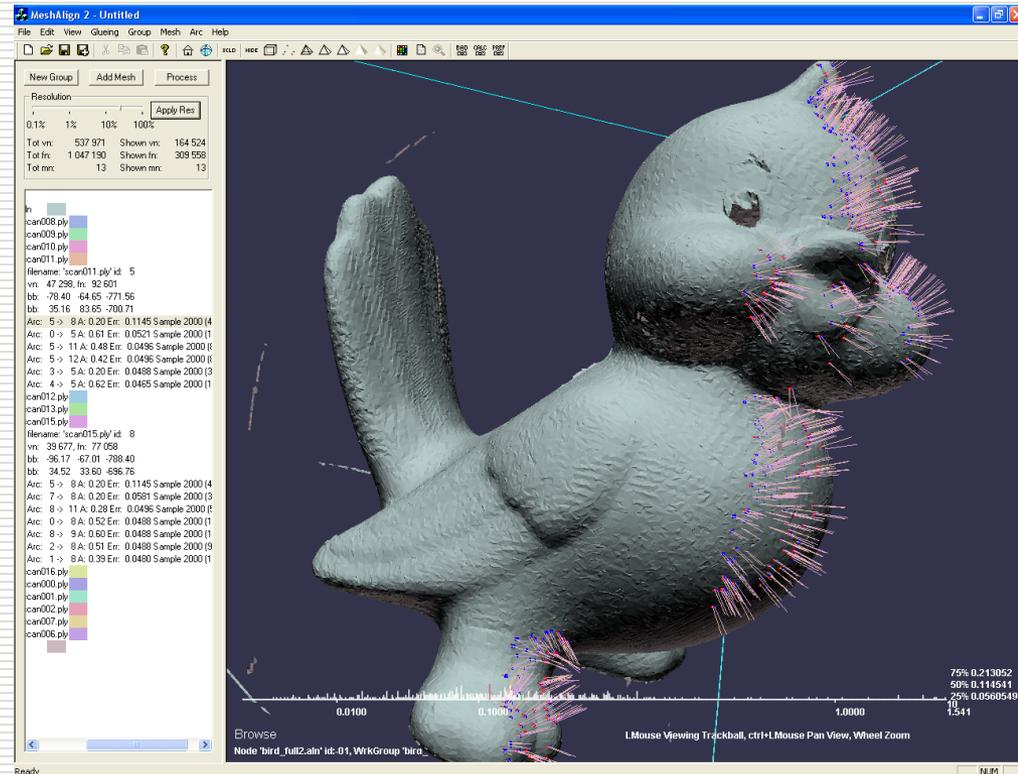 MeshAlign 2 - Untitled
File Edit View Glueing Group Mesh Arc Help
SCLD HIDE
New Group Add Mesh Process
Resolution
Apply Res
0.1% 1% 10% 100%
Tot vn: 537 971 Shown vn: 164 524
Tot fn: 1 047 190 Shown fn: 309 558
Tot mn: 13 Shown mn: 13
ln
can008.ply
can009.ply
can010.ply
can011.ply
filename: 'scan011.ply' id: 5
vn: 47 298, fn: 92 601
bb: -78.40 -64.65 -771.56
bb: 35.16 83.65 -700.71
Arc: 5 -> 8 A: 0.20 Err: 0.1145 Sample 2000 (4
Arc: 0 -> 5 A: 0.61 Err: 0.0521 Sample 2000 (1
Arc: 5 -> 11 A: 0.48 Err: 0.0496 Sample 2000 (
Arc: 5 -> 12 A: 0.42 Err: 0.0496 Sample 2000 (
Arc: 3 -> 5 A: 0.20 Err: 0.0488 Sample 2000 (3
Arc: 4 -> 5 A: 0.62 Err: 0.0465 Sample 2000 (1
can012.ply
can013.ply
can015.ply
filename: 'scan015.ply' id: 8
vn: 39 677, fn: 77 058
bb: -96.17 -67.01 -788.40
bb: 34.52 33.60 -696.76
Arc: 5 -> 8 A: 0.20 Err: 0.1145 Sample 2000 (4
Arc: 7 -> 8 A: 0.20 Err: 0.0581 Sample 2000 (3
Arc: 8 -> 11 A: 0.28 Err: 0.0496 Sample 2000 (
Arc: 0 -> 8 A: 0.52 Err: 0.0488 Sample 2000 (1
Arc: 8 -> 9 A: 0.60 Err: 0.0488 Sample 2000 (1
Arc: 2 -> 8 A: 0.51 Err: 0.0488 Sample 2000 (9
Arc: 1 -> 8 A: 0.39 Err: 0.0480 Sample 2000 (1
can016.ply
can000.ply
can001.ply
can002.ply
can007.ply
can006.ply
75% 0.213052
50% 0.114541
25% 0.0560549
10
0.0100 0.1000 1.0000 1.541
Browse LMouse Viewing Trackball, ctrl+LMouse Pan View, Wheel Zoom
Node 'bird_full2.aln' id:-01, WrkGroup 'bird_
Ready NUM